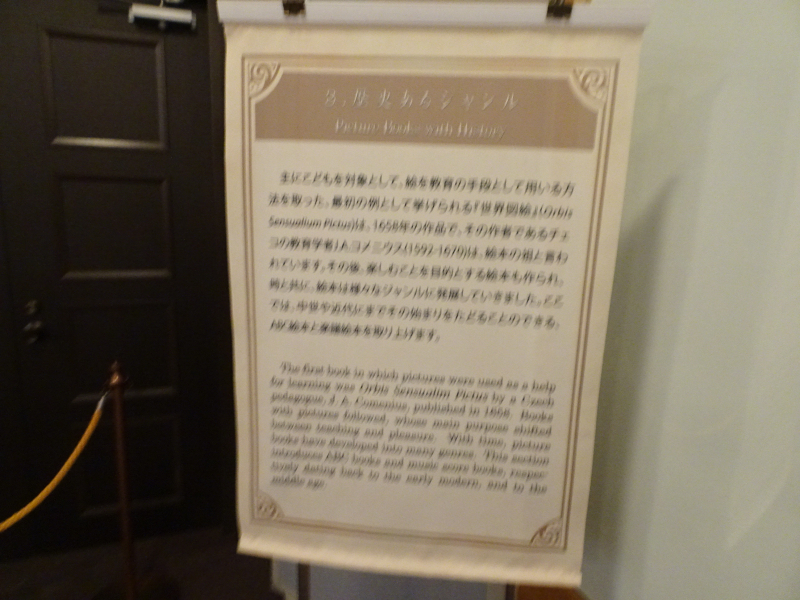 3. 歴史あるジャンル
Picture Books with History
主にこどもを対象として、絵を教育の手段として用いる方
法を取った、最初の例として挙げられる『世界図絵』(Orbis
Sensualium Pictus)は、1658年の作品で、その作者であるチェ
コの教育学者J.A.コメニウス(1592-1670)は、絵本の祖と言わ
れています。その後、楽しむことを目的とする絵本も作られ、
時と共に、絵本は様々なジャンルに発展していきました。ここ
では、中世や近代にまでその始まりをたどることのできる、
ABC絵本と楽譜絵本を取り上げます。
The first book in which pictures were used as a help
for learning was Orbis Sensualim Pictus by a Czech
pedagogue, J. A. Comenius, published in 1658. Books
with pictures followed, whose main purpose shifted
between teaching and pleasure. With time, picture
books have developed into many genres. This section
introduces ABC books and music score books, respec-
tively dating back to the early modern, and to the
middle age.